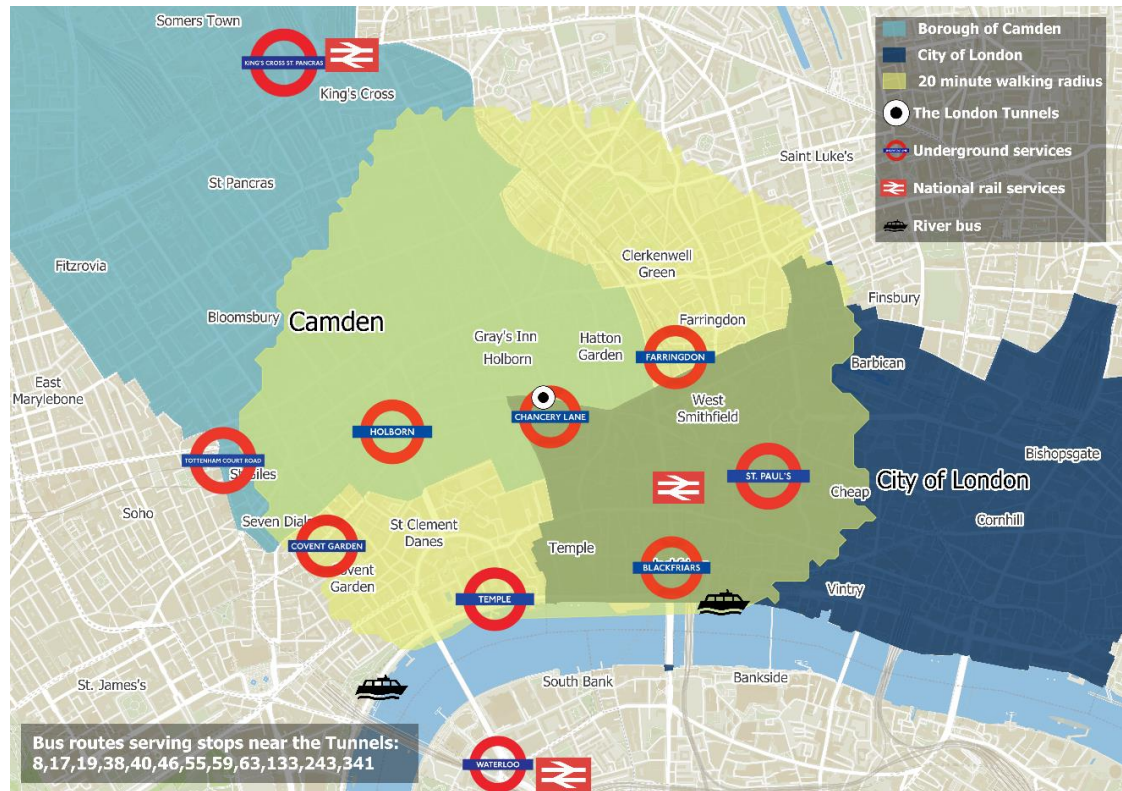 Somers Town
KING'S CROSS ST PANCRAS
King's Cross
Borough of Camden
City of London
20 minute walking radius
The London Tunnels
Underground services
National rail services
River bus
Saint Luke's
St Pancras
Fitzrovia
Clerkenwell
Green
Finsbury
Bloomsbury
Camden
Gray's Inn
Holborn
Hatton
Garden
Farringdon
FARRINGDON
Barbican
East
Marylebone
CHANCERY LANE
West
Smithfield
HOLBORN
TOTTENHAM COURT ROAD
ST. PAUL'S
Cheap
City of London
Bishopsgate
Soho
Seven
St Clement
Danes
Cornhill
COVENT GARDEN
Temple
BLACKFRIARS
Garden
TEMPLE
Vintry
St. James's
South Bank
Bankside
Bus routes serving stops near the Tunnels:
8,17,19,38,40,46,55,59,63,133,243,341
WATERLOO